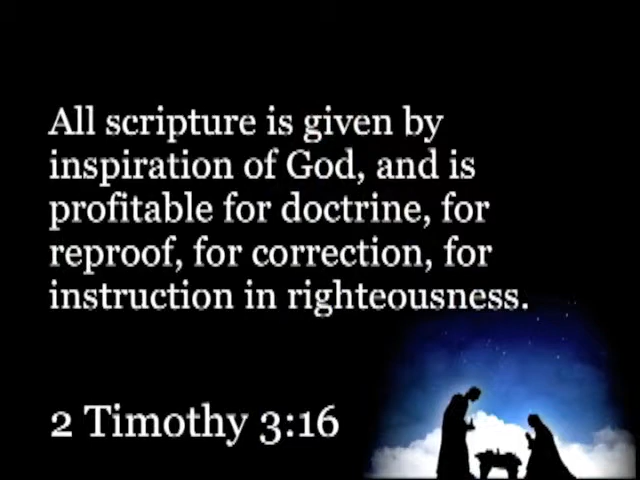 All scripture is given by
inspiration of God, and is
profitable for doctrine, for
reproof, for correction, for
instruction in righteousness.
2 Timothy 3:16